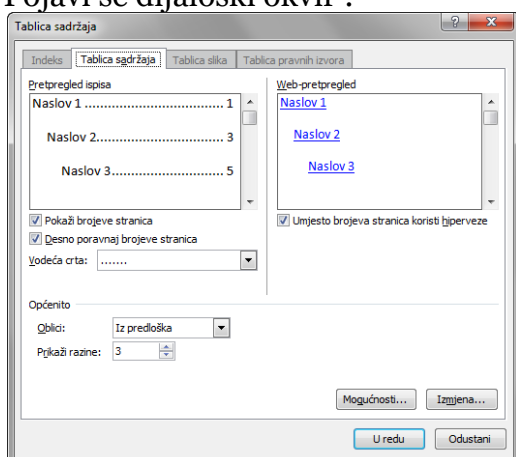 Pojavi se dijaloški okvir :
Tablica sadržaja
Indeks Tablica sadržaja Tablica slika Tablica pravnih izvora
Pretpregled ispisa
Naslov 1 ................................... 1
Naslov 2................................ 3
Naslov 3............................ 5
Web-pretpregled
Naslov 1
Naslov 2
Naslov 3
Pokaži brojeve stranica
Desno poravnaj brojeve stranica
Vodeća crta: .......
Umjesto brojeva stranica koristi hiperveze
Općenito
Oblici: Iz predloška
Prikaži razine: 3
Mogućnosti... Izmjena...
U redu Odustani